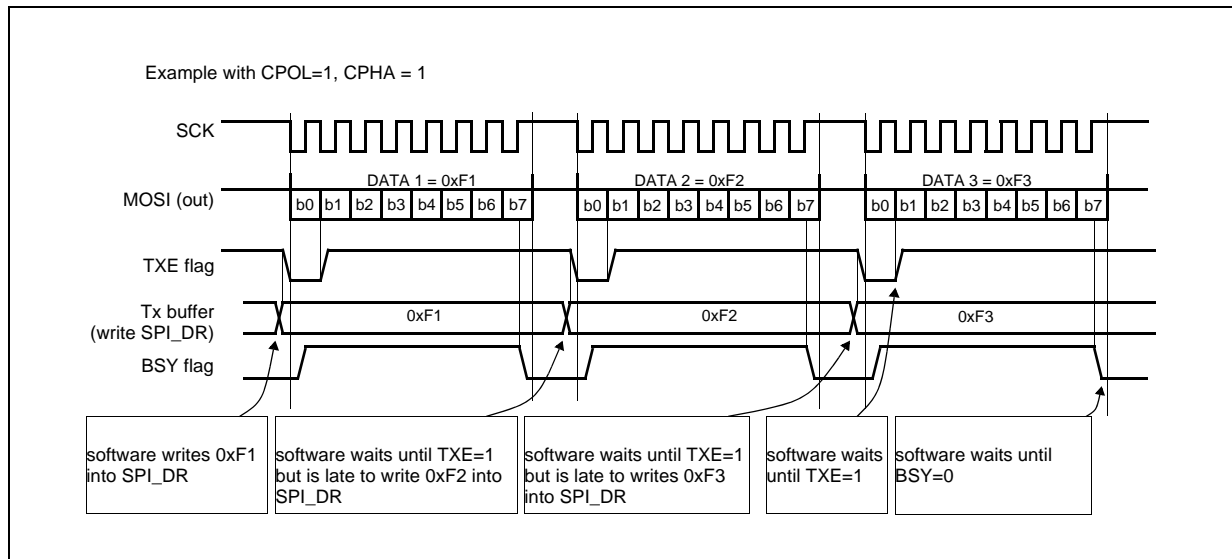 Example with CPOL=1, CPHA = 1
SCK
DATA 1 = 0xF1
DATA 2 = 0xF2
DATA 3 = 0xF3
MOSI (out)
b0 b1 b2 b3 b4 b5 b6 b7
b0 b1 b2 b3 b4 b5 b6 b7
b0 b1 b2 b3 b4 b5 b6 b7
TXE flag
Tx buffer
(write SPI_DR)
0xF1
0xF2
0xF3
BSY flag
software writes 0xF1
into SPI_DR
software waits until TXE=1
but is late to write 0xF2 into
SPI_DR
software waits until TXE=1
but is late to writes 0xF3
into SPI_DR
software waits
until TXE=1
software waits until
BSY=0